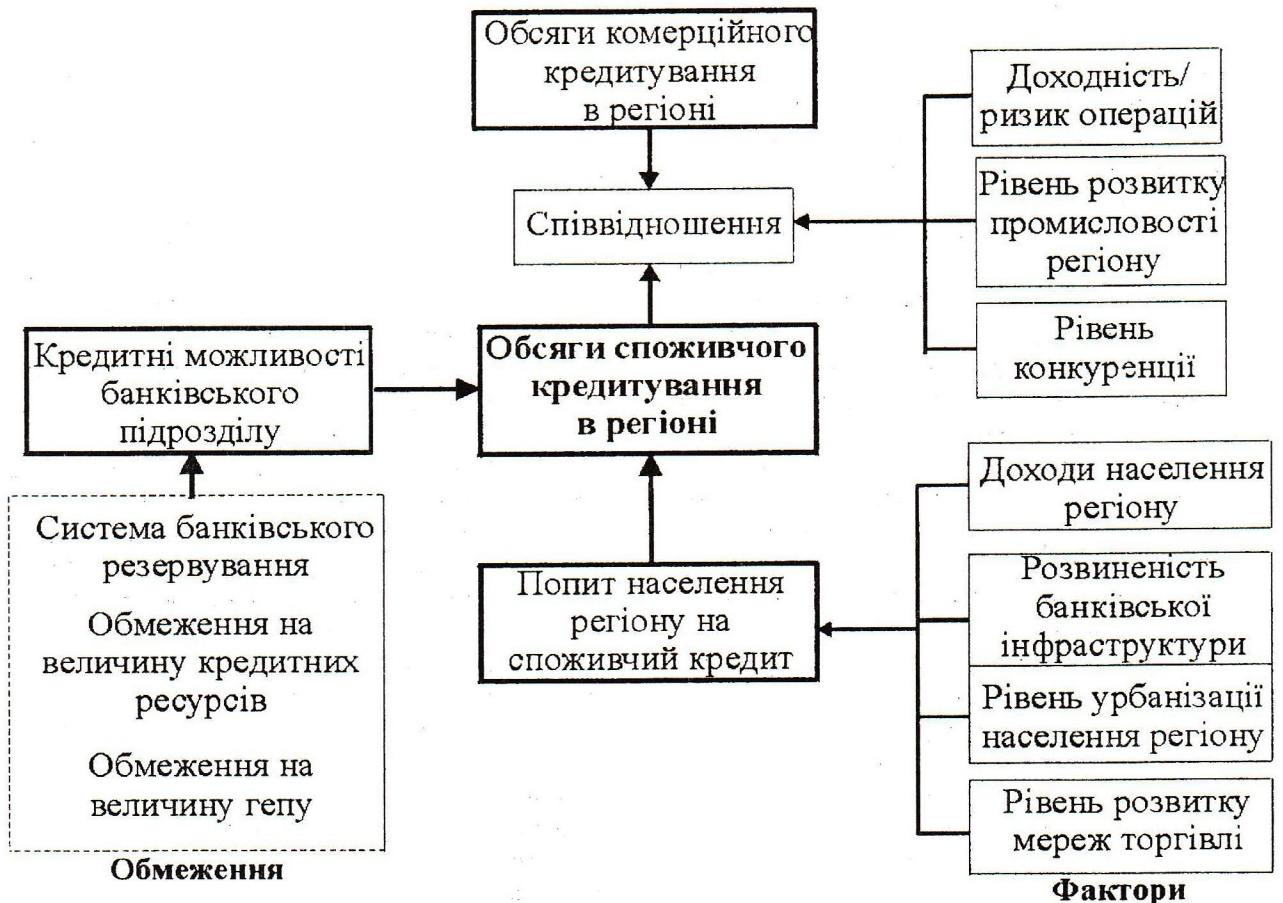 Обсяги комерційного
кредитування
в регіоні
Доходність/
ризик операцій
Співвідношення
Рівень розвитку
промисловості
регіону
Рівень
конкуренції
Кредитні можливості
банківського
підрозділу
Обсяги споживчого
кредитування
в регіоні
Система банківського
резервування
Обмеження на
величину кредитних
ресурсів
Обмеження на
величину гепу
Обмеження
Попит населення
регіону на
споживчий кредит
Доходи населення
регіону
Розвиненість
банківської
інфраструктури
Рівень урбанізації
населення регіону
Рівень розвитку
мереж торгівлі
Фактори